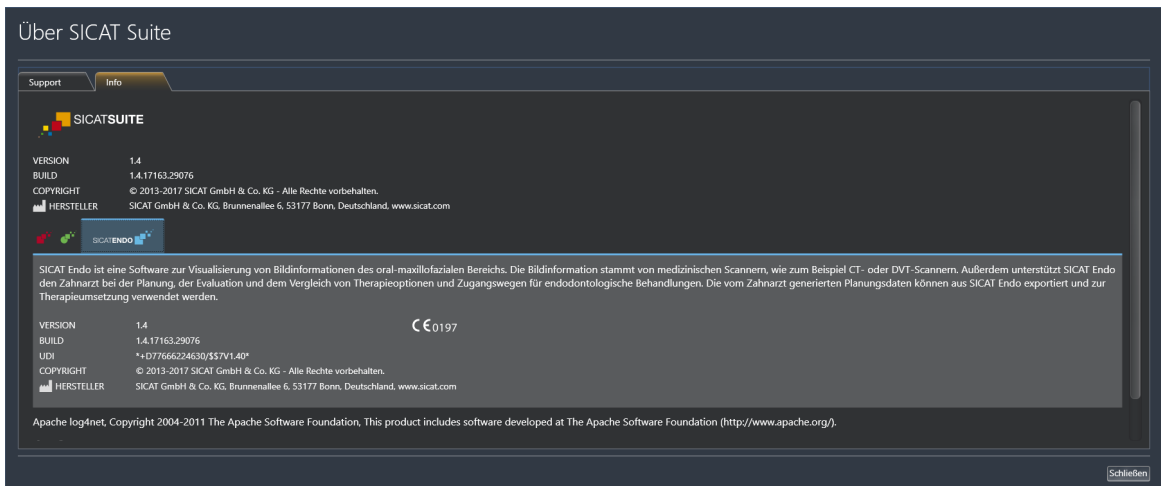 Über SICAT Suite
Support Info
SICATSUITE
VERSION 1.4
BUILD 1.4.17163.29076
COPYRIGHT © 2013-2017 SICAT GmbH & Co. KG - Alle Rechte vorbehalten.
HERSTELLER SICAT GmbH & Co. KG, Brunnenallee 6, 53177 Bonn, Deutschland, www.sicat.com
SICATENDO
SICAT Endo ist eine Software zur Visualisierung von Bildinformationen des oral-maxillofazialen Bereichs. Die Bildinformation stammt von medizinischen Scannern, wie zum Beispiel CT- oder DVT-Scannern. Außerdem unterstützt SICAT Endo
den Zahnarzt bei der Planung, der Evaluation und dem Vergleich von Therapieoptionen und Zugangswegen für endodontologische Behandlungen. Die vom Zahnarzt generierten Planungsdaten können aus SICAT Endo exportiert und zur
Therapieumsetzung verwendet werden.
VERSION 1.4 CE0197
BUILD 1.4.17163.29076
UDI *+D77666224630/$$7V1.40*
COPYRIGHT © 2013-2017 SICAT GmbH & Co. KG - Alle Rechte vorbehalten.
HERSTELLER SICAT GmbH & Co. KG, Brunnenallee 6, 53177 Bonn, Deutschland, www.sicat.com
Apache log4net, Copyright 2004-2011 The Apache Software Foundation, This product includes software developed at The Apache Software Foundation (http://www.apache.org/).
Schließen